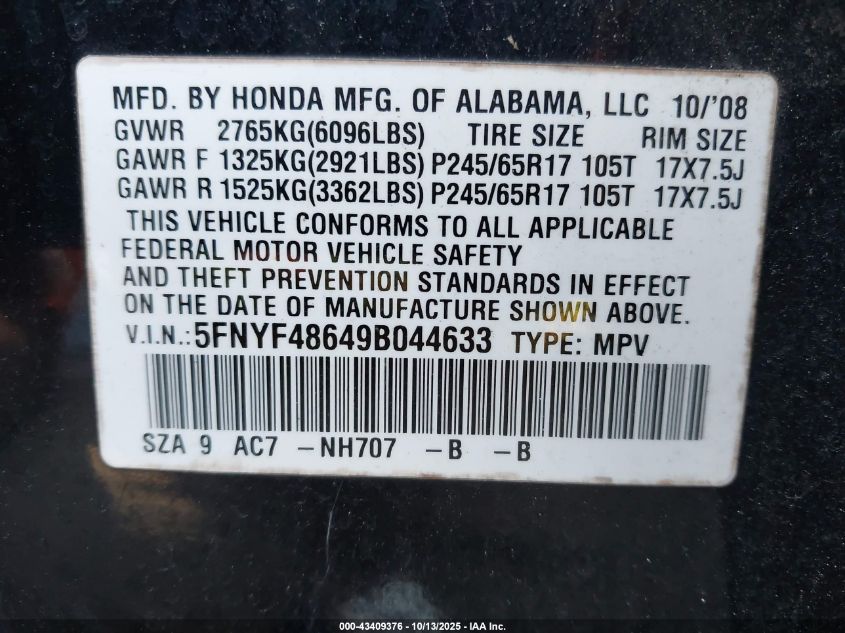 MFD. BY HONDA MFG. OF ALABAMA, LLC 10/'08
GVWR 2765KG(6096LBS) TIRE SIZE RIM SIZE
GAWR F 1325KG(2921LBS) P245/65R17 105T 17X7.5J
GAWR R 1525KG(3362LBS) P245/65R17 105T 17X7.5J
THIS VEHICLE CONFORMS TO ALL APPLICABLE
FEDERAL MOTOR VEHICLE SAFETY
AND THEFT PREVENTION STANDARDS IN EFFECT
ON THE DATE OF MANUFACTURE SHOWN ABOVE.
V.I.N.: 5FNYF48649B044633 TYPE: MPV
SZA 9 AC7 -NH707 -B -B
000-43409376 - 10/13/2025 - IAA Inc.